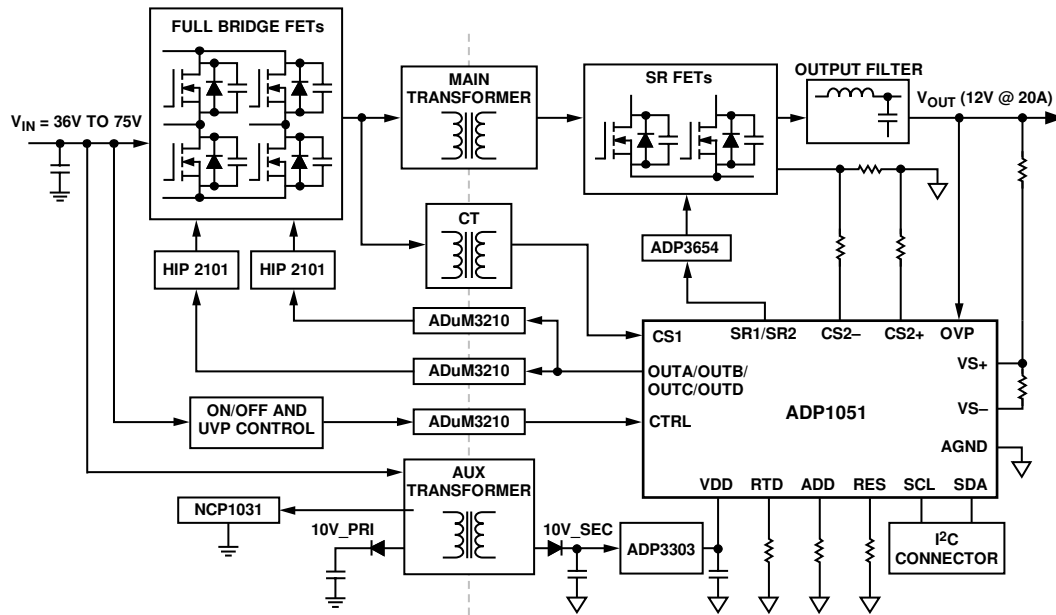 FULL BRIDGE FETs
MAIN
TRANSFORMER
SR FETs
OUTPUT FILTER
VOUT (12V @ 20A)
VIN = 36V TO 75V
CT
HIP 2101
HIP 2101
ADP3654
ADuM3210
ADuM3210
ADuM3210
ON/OFF AND
UVP CONTROL
CS1
SR1/SR2
CS2–
CS2+
OVP
OUTA/OUTB/
OUTC/OUTD
VS+
VS–
CTRL
ADP1051
AGND
VDD
RTD
ADD
RES
SCL
SDA
AUX
TRANSFORMER
NCP1031
10V_PRI
10V_SEC
ADP3303
I²C
CONNECTOR